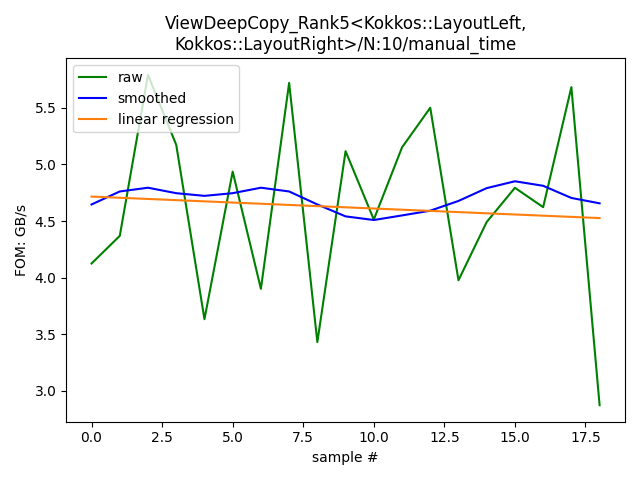 ViewDeepCopy_Rank5<Kokkos::LayoutLeft,
Kokkos::LayoutRight>/N:10/manual_time
raw
smoothed
linear regression
FOM: GB/s
5.5
5.0
4.5
4.0
3.5
3.0
0.0 2.5 5.0 7.5 10.0 12.5 15.0 17.5
sample #